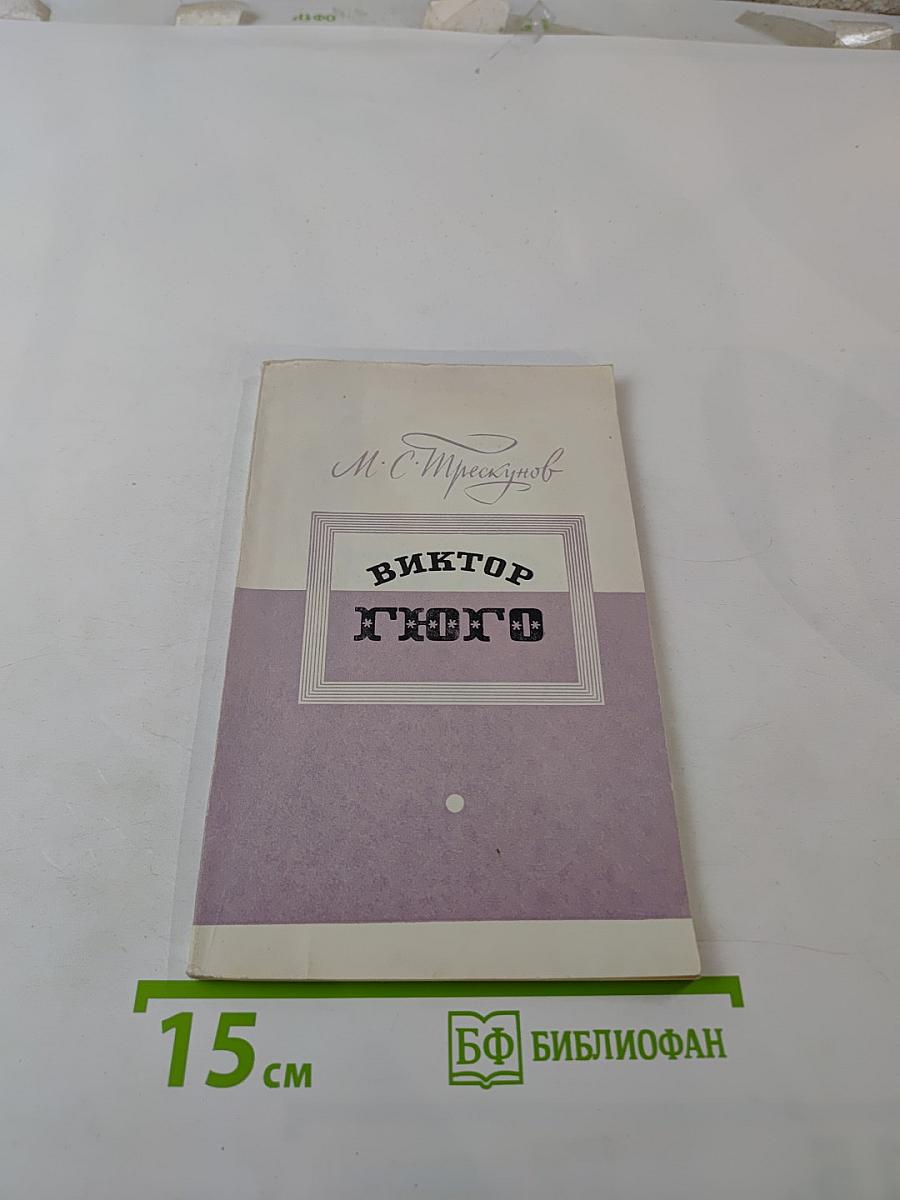 М. С. Трескунов
ВИКТОР
ГЮГО
15 см
БФ БИБЛИОФАН